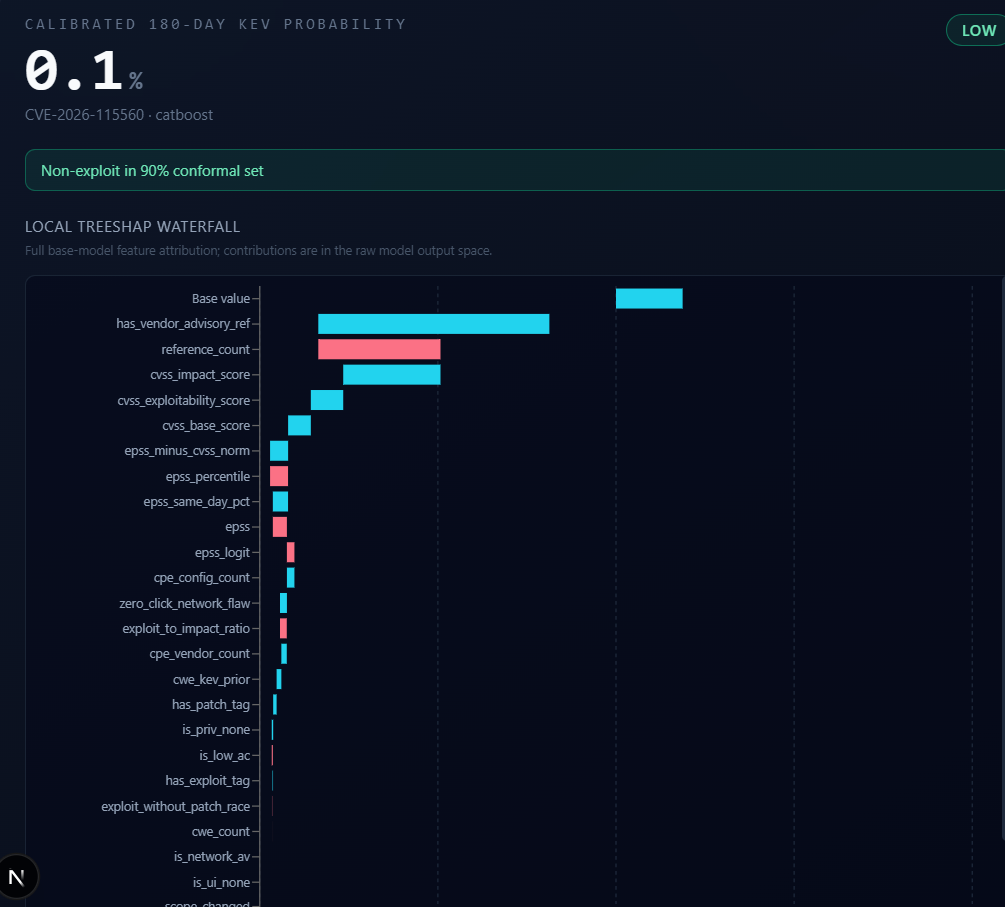 CALIBRATED 180-DAY KEV PROBABILITY
LOW
0.1%
CVE-2026-115560 · catboost
Non-exploit in 90% conformal set
LOCAL TREESHAP WATERFALL
Full base-model feature attribution; contributions are in the raw model output space.
Base value
has_vendor_advisory_ref
reference_count
cvss_impact_score
cvss_exploitability_score
cvss_base_score
epss_minus_cvss_norm
epss_percentile
epss_same_day_pct
epss
epss_logit
cpe_config_count
zero_click_network_flaw
exploit_to_impact_ratio
cpe_vendor_count
cwe_kev_prior
has_patch_tag
is_priv_none
is_low_ac
has_exploit_tag
exploit_without_patch_race
cwe_count
is_network_av
is_ui_none
scope_changed
N